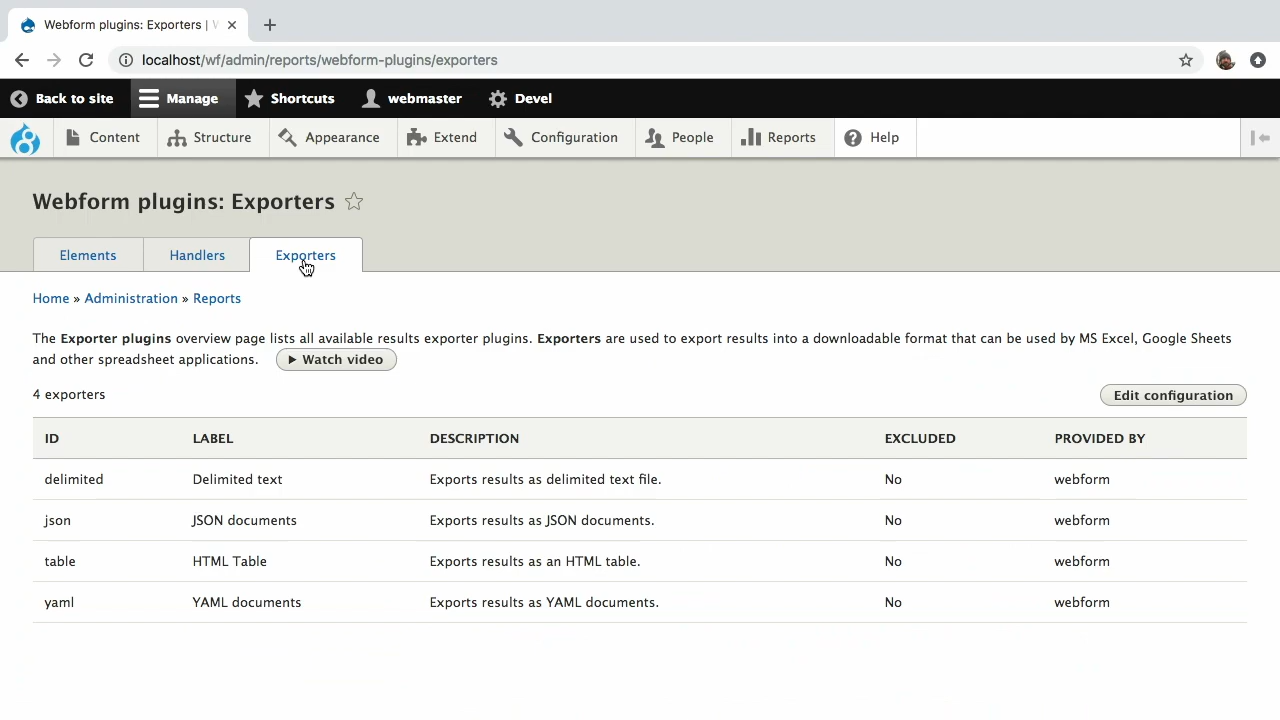 Webform plugins: Exporters |
localhost/wf/admin/reports/webform-plugins/exporters
Back to site Manage Shortcuts webmaster Devel
Content Structure Appearance Extend Configuration People Reports Help
Webform plugins: Exporters
Elements Handlers Exporters
Home » Administration » Reports
The Exporter plugins overview page lists all available results exporter plugins. Exporters are used to export results into a downloadable format that can be used by MS Excel, Google Sheets
and other spreadsheet applications. Watch video
4 exporters Edit configuration
ID LABEL DESCRIPTION EXCLUDED PROVIDED BY
delimited Delimited text Exports results as delimited text file. No webform
json JSON documents Exports results as JSON documents. No webform
table HTML Table Exports results as an HTML table. No webform
yaml YAML documents Exports results as YAML documents. No webform